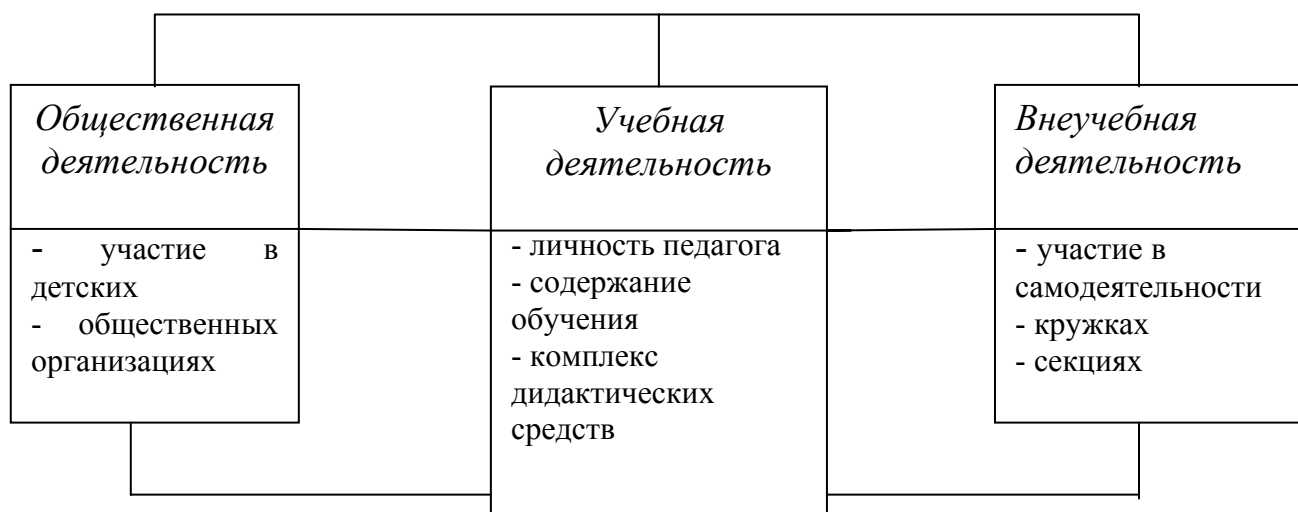 Общественная
деятельность
- участие в
детских
- общественных
организациях
Учебная
деятельность
- личность педагога
- содержание
обучения
- комплекс
дидактических
средств
Внеучебная
деятельность
- участие в
самодеятельности
- кружках
- секциях